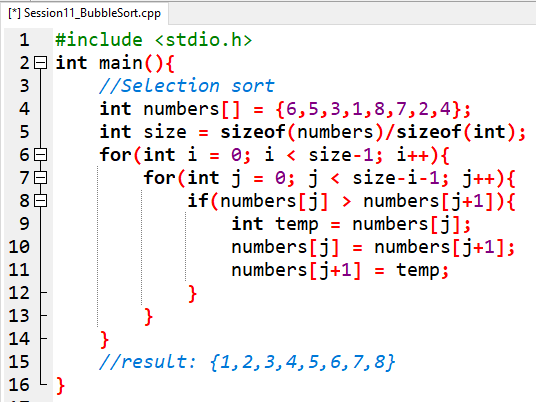 [*] Session11_BubbleSort.cpp
1 #include <stdio.h>
2 int main(){
3     //Selection sort
4     int numbers[] = {6,5,3,1,8,7,2,4};
5     int size = sizeof(numbers)/sizeof(int);
6     for(int i = 0; i < size-1; i++){
7         for(int j = 0; j < size-i-1; j++){
8             if(numbers[j] > numbers[j+1]){
9                 int temp = numbers[j];
10                 numbers[j] = numbers[j+1];
11                 numbers[j+1] = temp;
12             }
13         }
14     }
15     //result: {1,2,3,4,5,6,7,8}
16 }